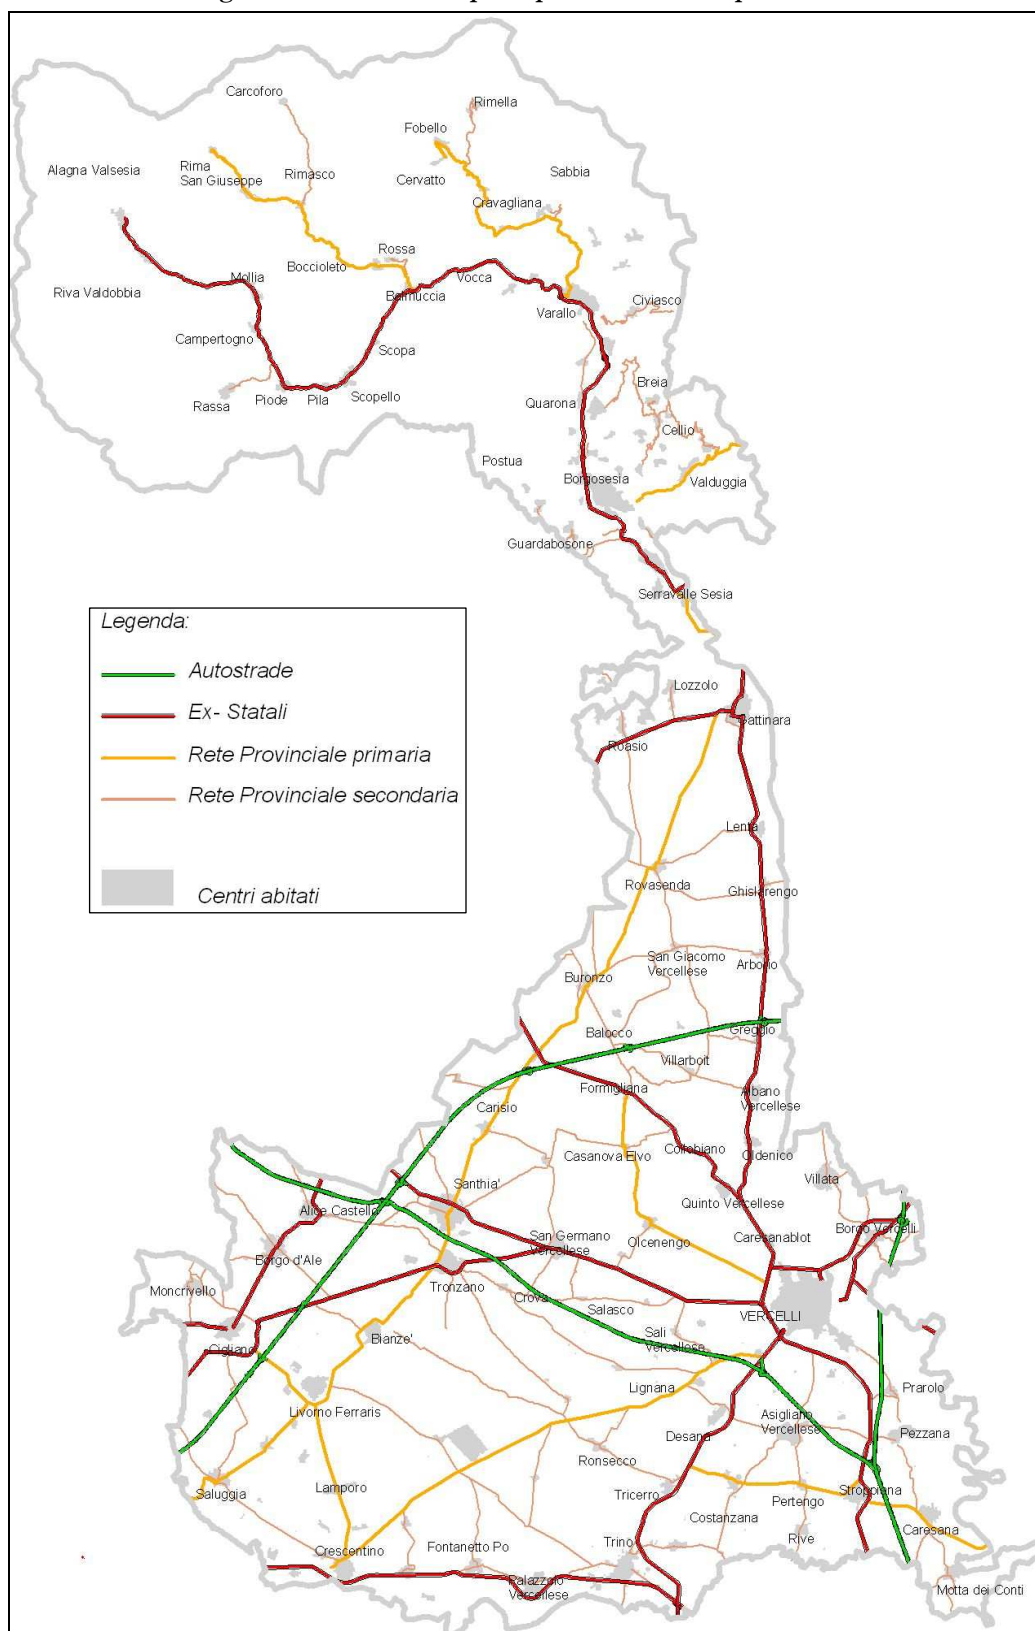 Carcoforo
Rimella
Fobello
Alagna Valsesia
Rima
San Giuseppe
Rimasco
Cervatto
Sabbia
Cravagliana
Rossa
Boccioleto
Vocca
Mollia
Riva Valdobbia
Balmuccia
Civiasco
Varallo
Campertogno
Scopa
Breia
Rassa
Piode
Pila
Scopello
Quarona
Cellio
Postua
Borgosesia
Valduggia
Guardabosone
Serravalle Sesia
Legenda:
Autostrade
Ex- Statali
Rete Provinciale primaria
Rete Provinciale secondaria
Centri abitati
Lozzolo
Gattinara
Roasio
Lenta
Rovasenda
Ghislarengo
San Giacomo
Vercellese
Arborio
Buronzo
Balocco
Greggio
Villarboit
Formigliana
Albano
Vercellese
Carisio
Casanova Elvo
Collobiano
Oldenico
Santhia'
Villata
Quinto Vercellese
Alice Castello
San Germano
Vercellese
Olcenengo
Caresanablot
Borgo Vercelli
Borgo d'Ale
Moncrivello
Tronzano
Crova
Salasco
VERCELLI
Cigliano
Bianze'
Sali
Vercellese
Lignana
Prarolo
Livorno Ferraris
Asigliano
Vercellese
Desana
Pezzana
Ronsecco
Saluggia
Lamporo
Tricerro
Stroppiana
Pertengo
Costanzana
Caresana
Rive
Trino
Crescentino
Fontanetto Po
Palazzolo
Vercellese
Motta dei Conti